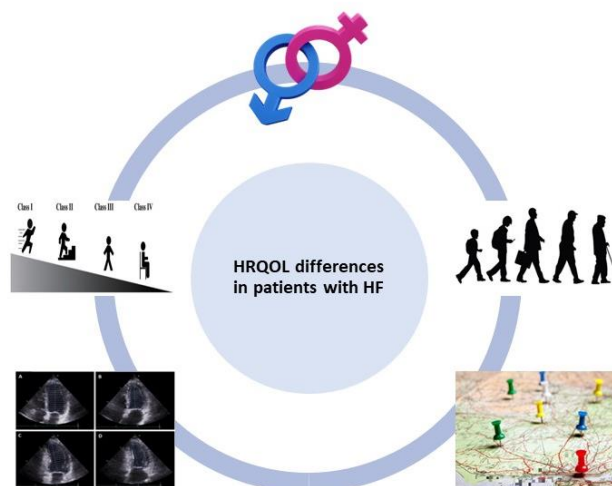 Class I Class II Class III Class IV
HRQOL differences
in patients with HF
A B
C D